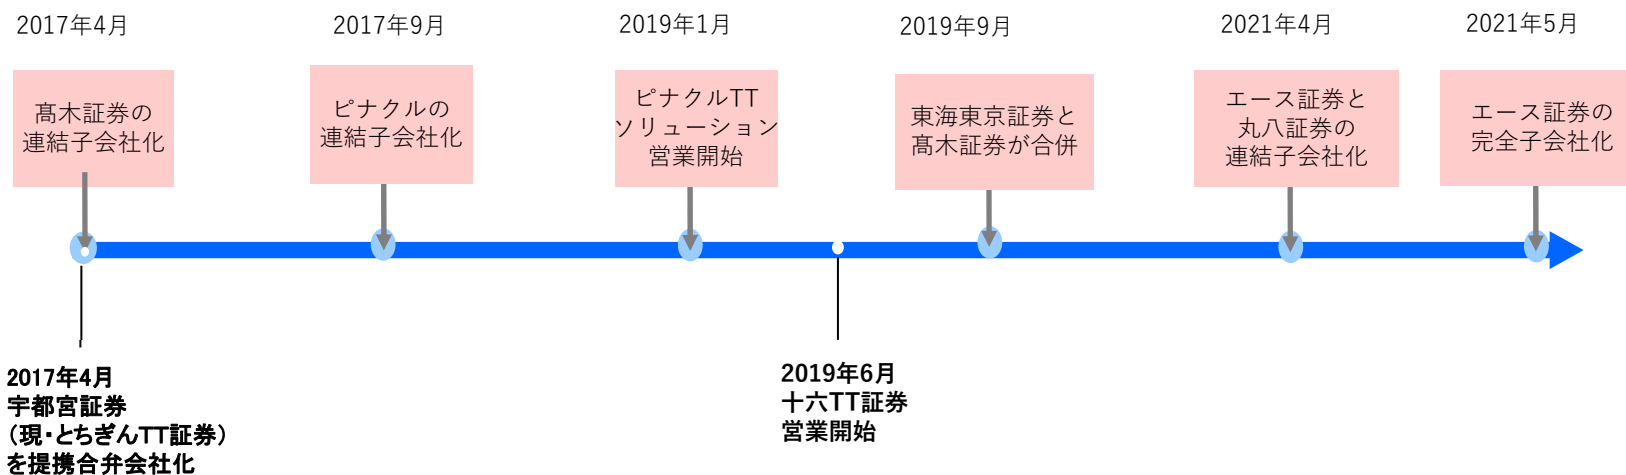 2017年4月
髙木証券の
連結子会社化
2017年9月
ピナクルの
連結子会社化
2019年1月
ピナクルTT
ソリューション
営業開始
2019年9月
東海東京証券と
髙木証券が合併
2021年4月
エース証券と
丸八証券の
連結子会社化
2021年5月
エース証券の
完全子会社化
2017年4月
宇都宮証券
（現・とちぎんTT証券）
を提携合弁会社化
2019年6月
十六TT証券
営業開始